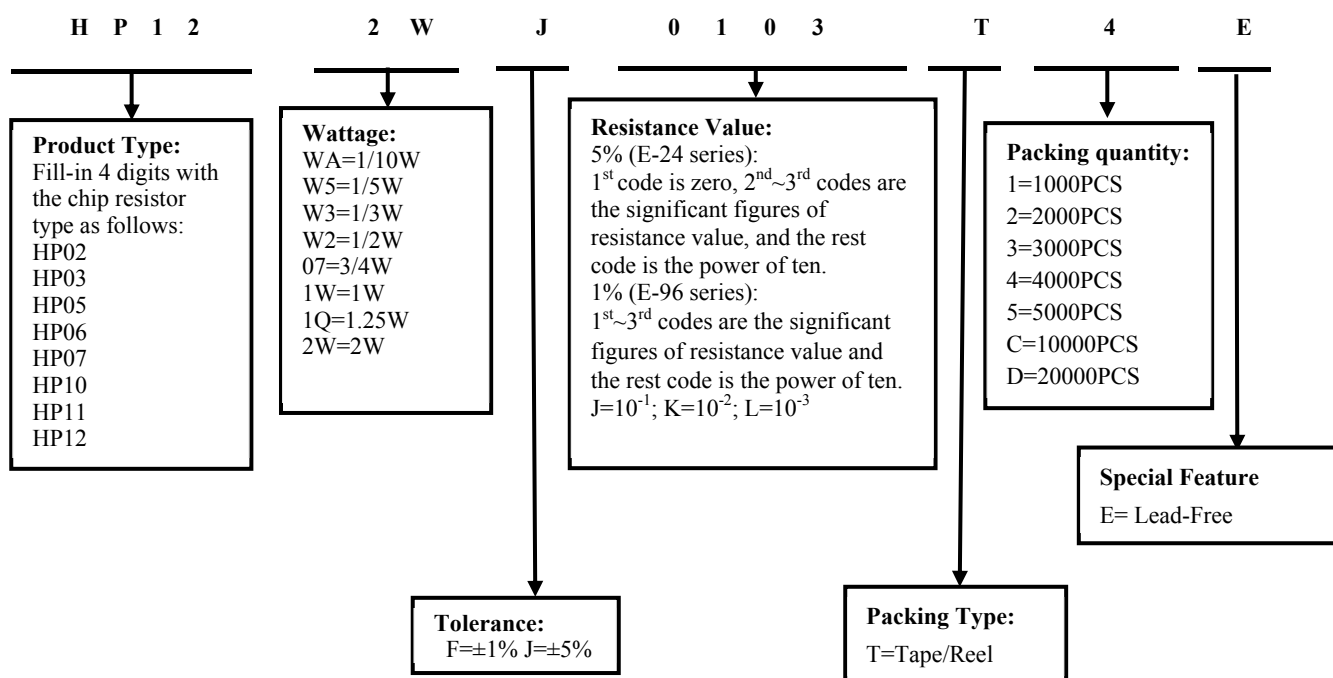 H P 1 2 2 W J 0 1 0 3 T 4 E
Product Type:
Fill-in 4 digits with
the chip resistor
type as follows:
HP02
HP03
HP05
HP06
HP07
HP10
HP11
HP12
Wattage:
WA=1/10W
W5=1/5W
W3=1/3W
W2=1/2W
07=3/4W
1W=1W
1Q=1.25W
2W=2W
Resistance Value:
5% (E-24 series):
1st code is zero, 2nd~3rd codes are
the significant figures of
resistance value, and the rest
code is the power of ten.
1% (E-96 series):
1st~3rd codes are the significant
figures of resistance value and
the rest code is the power of ten.
J=10-1; K=10-2; L=10-3
Packing quantity:
1=1000PCS
2=2000PCS
3=3000PCS
4=4000PCS
5=5000PCS
C=10000PCS
D=20000PCS
Special Feature
E= Lead-Free
Tolerance:
F=±1% J=±5%
Packing Type:
T=Tape/Reel